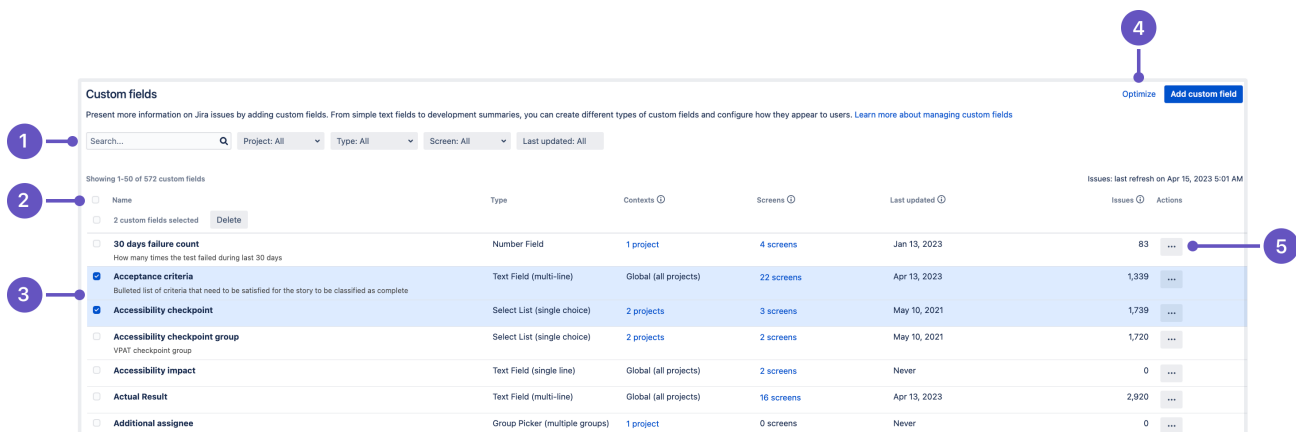 4
Custom fields
Optimize Add custom field
Present more information on Jira issues by adding custom fields. From simple text fields to development summaries, you can create different types of custom fields and configure how they appear to users. Learn more about managing custom fields
1 Search... Project: All Type: All Screen: All Last updated: All
Showing 1-50 of 572 custom fields Issues: last refresh on Apr 15, 2023 5:01 AM
2 Name Type Contexts Screens Last updated Issues Actions
2 custom fields selected Delete
30 days failure count Number Field 1 project 4 screens Jan 13, 2023 83 ... 5
How many times the test failed during last 30 days
Acceptance criteria Text Field (multi-line) Global (all projects) 22 screens Apr 13, 2023 1,339 ...
3 Bulleted list of criteria that need to be satisfied for the story to be classified as complete
Accessibility checkpoint Select List (single choice) 2 projects 3 screens May 10, 2021 1,739 ...
Accessibility checkpoint group Select List (single choice) 2 projects 2 screens May 10, 2021 1,720 ...
VPAT checkpoint group
Accessibility impact Text Field (single line) Global (all projects) 2 screens Never 0 ...
Actual Result Text Field (multi-line) Global (all projects) 16 screens Apr 13, 2023 2,920 ...
Additional assignee Group Picker (multiple groups) 1 project 0 screens Never 0 ...